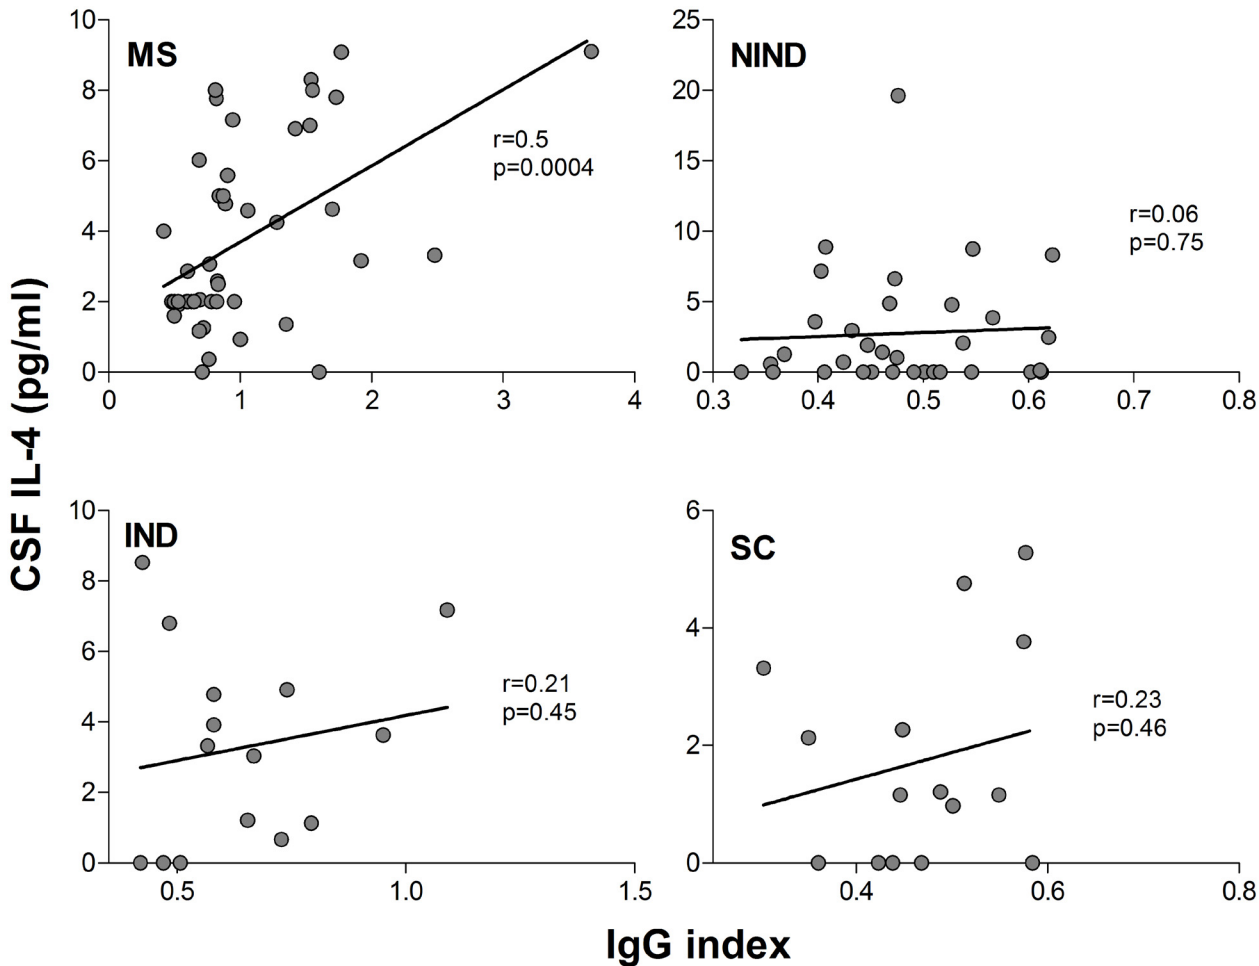 CSF IL-4 (pg/ml)
MS
r=0.5
p=0.0004
10
8
6
4
2
0
0 1 2 3 4
NIND
r=0.06
p=0.75
25
20
15
10
5
0
0.3 0.4 0.5 0.6 0.7 0.8
IND
r=0.21
p=0.45
10
8
6
4
2
0
0.5 1.0 1.5
SC
r=0.23
p=0.46
6
4
2
0
0.4 0.6 0.8
IgG index